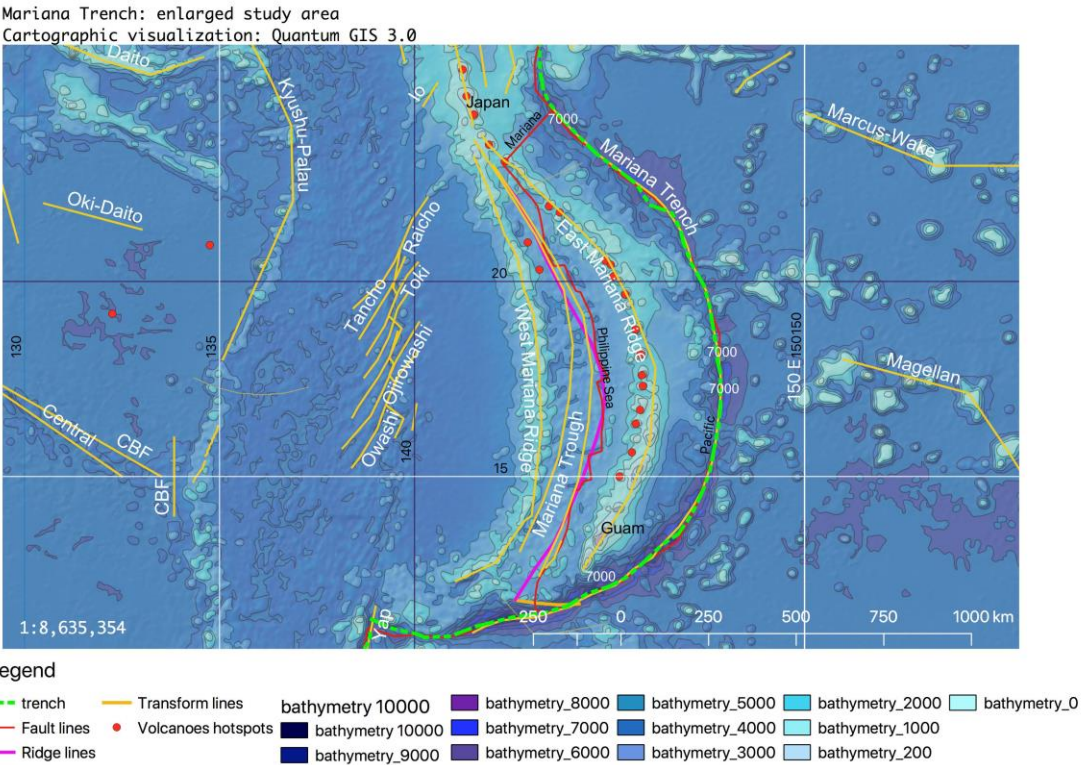 Mariana Trench: enlarged study area
Cartographic visualization: Quantum GIS 3.0
Daito
Io
Japan
Kyushu-Palau
Mariana
7000
Mariana Trench
Marcus-Wake
Oki-Daito
Raicho
East Mariana Ridge
Tancho
Toki
20
130
135
West Mariana Ridge
Philippine Sea
150 E
150
150
7000
7000
Magellan
Ojirowashi
Owashi
Central
CBF
CBF
140
15
Mariana Trough
Pacific
Guam
7000
Yap
1:8,635,354
250
0
250
500
750
1000 km
egend
trench
Fault lines
Ridge lines
Transform lines
Volcanoes hotspots
bathymetry 10000
bathymetry 10000
bathymetry_9000
bathymetry_8000
bathymetry_7000
bathymetry_6000
bathymetry_5000
bathymetry_4000
bathymetry_3000
bathymetry_2000
bathymetry_1000
bathymetry_200
bathymetry_0